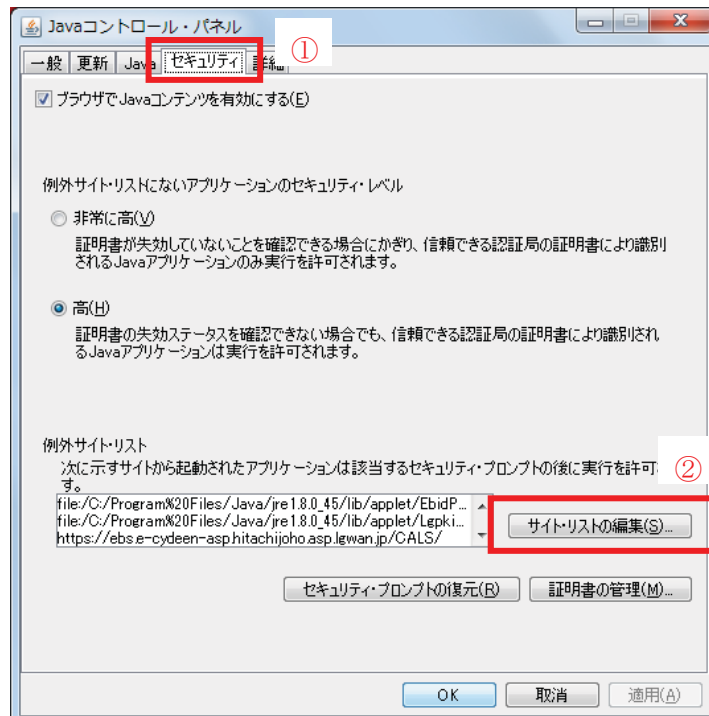 Javaコントロール・パネル
①
一般 更新 Java セキュリティ 詳細
ブラウザでJavaコンテンツを有効にする(E)
例外サイト・リストにないアプリケーションのセキュリティ・レベル
非常に高(V)
証明書が失効していないことを確認できる場合にかぎり、信頼できる認証局の証明書により識別
されるJavaアプリケーションのみ実行を許可されます。
高(H)
証明書の失効ステータスを確認できない場合でも、信頼できる認証局の証明書により識別され
るJavaアプリケーションは実行を許可されます。
例外サイト・リスト
次に示すサイトから起動されたアプリケーションは該当するセキュリティ・プロンプトの後に実行を許可
②
す。
file:/C:/Program%20Files/Java/jre1.8.0_45/lib/applet/EbidP...
file:/C:/Program%20Files/Java/jre1.8.0_45/lib/applet/Lgpki...
https://ebs.e-cydeen-asp.hitachijoho.asp.lgwan.jp/CALS/
サイト・リストの編集(S)...
セキュリティ・プロンプトの復元(R) 証明書の管理(M)...
OK 取消 適用(A)